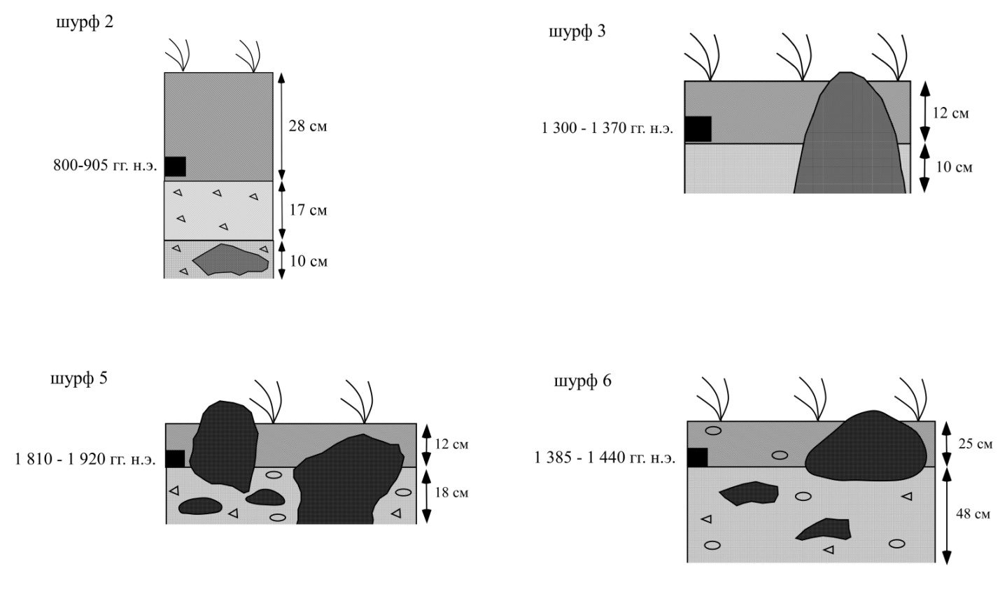 шурф 2
28 см
800-905 гг. н.э.
17 см
10 см
шурф 3
12 см
1 300 - 1 370 гг. н.э.
10 см
шурф 5
12 см
1 810 - 1 920 гг. н.э.
18 см
шурф 6
25 см
1 385 - 1 440 гг. н.э.
48 см